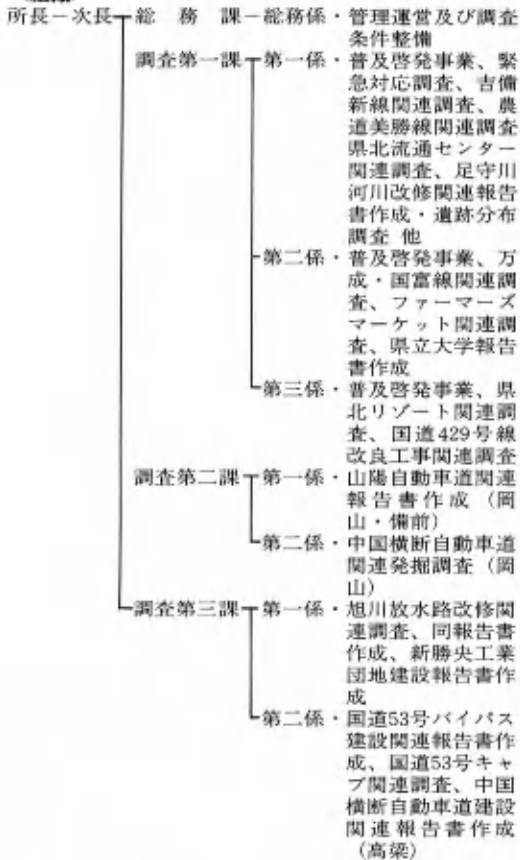 所長－次長┬総　務　課－総務係・管理運営及び調査
条件整備
調査第一課┬第一係・普及啓発事業、緊
急対応調査、吉備
新線関連調査、農
道美勝線関連調査
県北流通センター
関連調査、足守川
河川改修関連報告
書作成・遺跡分布
調査 他
第二係・普及啓発事業、万
成・国富線関連調
査、ファーマーズ
マーケット関連調
査、県立大学報告
書作成
第三係・普及啓発事業、県
北リゾート関連調
査、国道429号線
改良工事関連調査
調査第二課┬第一係・山陽自動車道関連
報告書作成（岡
山・備前）
第二係・中国横断自動車道
関連発掘調査（岡
山）
調査第三課┬第一係・旭川放水路改修関
連調査、同報告書
作成、新勝央工業
団地建設報告書作
成
第二係・国道53号バイパス
建設関連報告書作
成、国道53号キャ
ブ関連調査、中国
横断自動車道建設
関連報告書作成
（高梁）